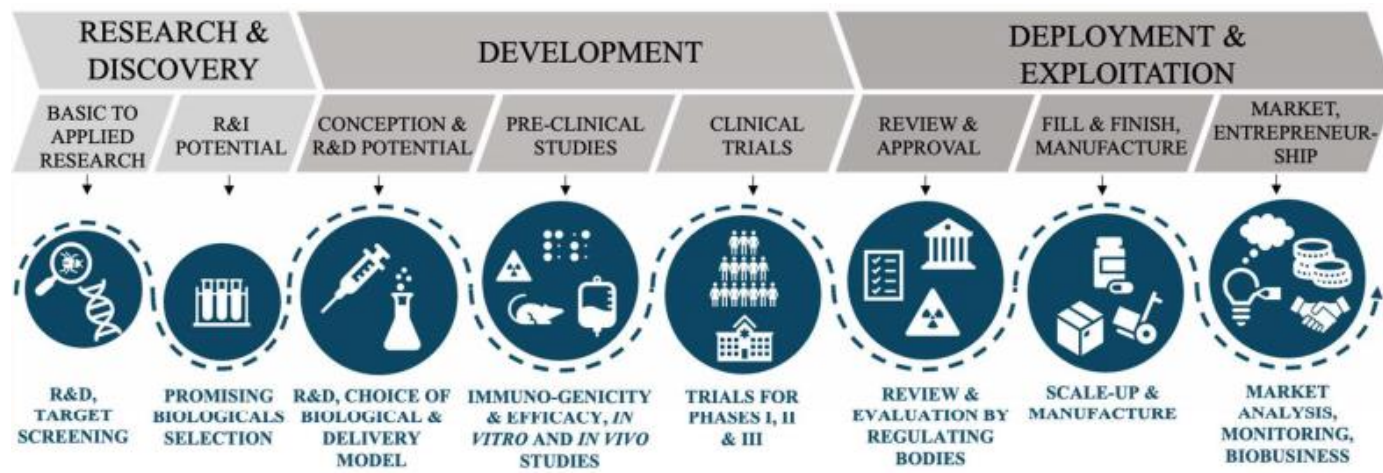 RESEARCH &
DISCOVERY
DEVELOPMENT
DEPLOYMENT &
EXPLOITATION
BASIC TO
APPLIED
RESEARCH
R&I
POTENTIAL
CONCEPTION &
R&D POTENTIAL
PRE-CLINICAL
STUDIES
CLINICAL
TRIALS
REVIEW &
APPROVAL
FILL & FINISH,
MANUFACTURE
MARKET,
ENTREPRENEUR-
SHIP
R&D,
TARGET
SCREENING
PROMISING
BIOLOGICALS
SELECTION
R&D, CHOICE OF
BIOLOGICAL &
DELIVERY
MODEL
IMMUNO-GENICITY
& EFFICACY, IN
VITRO AND IN VIVO
STUDIES
TRIALS FOR
PHASES I, II
& III
REVIEW &
EVALUATION BY
REGULATING
BODIES
SCALE-UP &
MANUFACTURE
MARKET
ANALYSIS,
MONITORING,
BIOBUSINESS